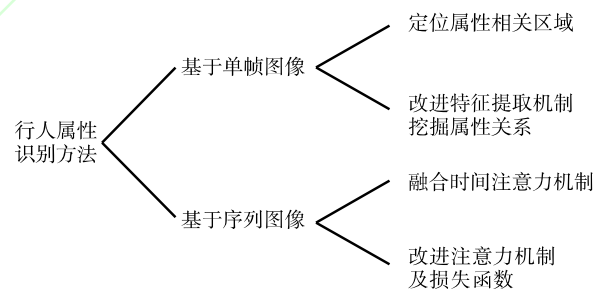 行人属性
识别方法
基于单帧图像
定位属性相关区域
改进特征提取机制
挖掘属性关系
基于序列图像
融合时间注意力机制
改进注意力机制
及损失函数